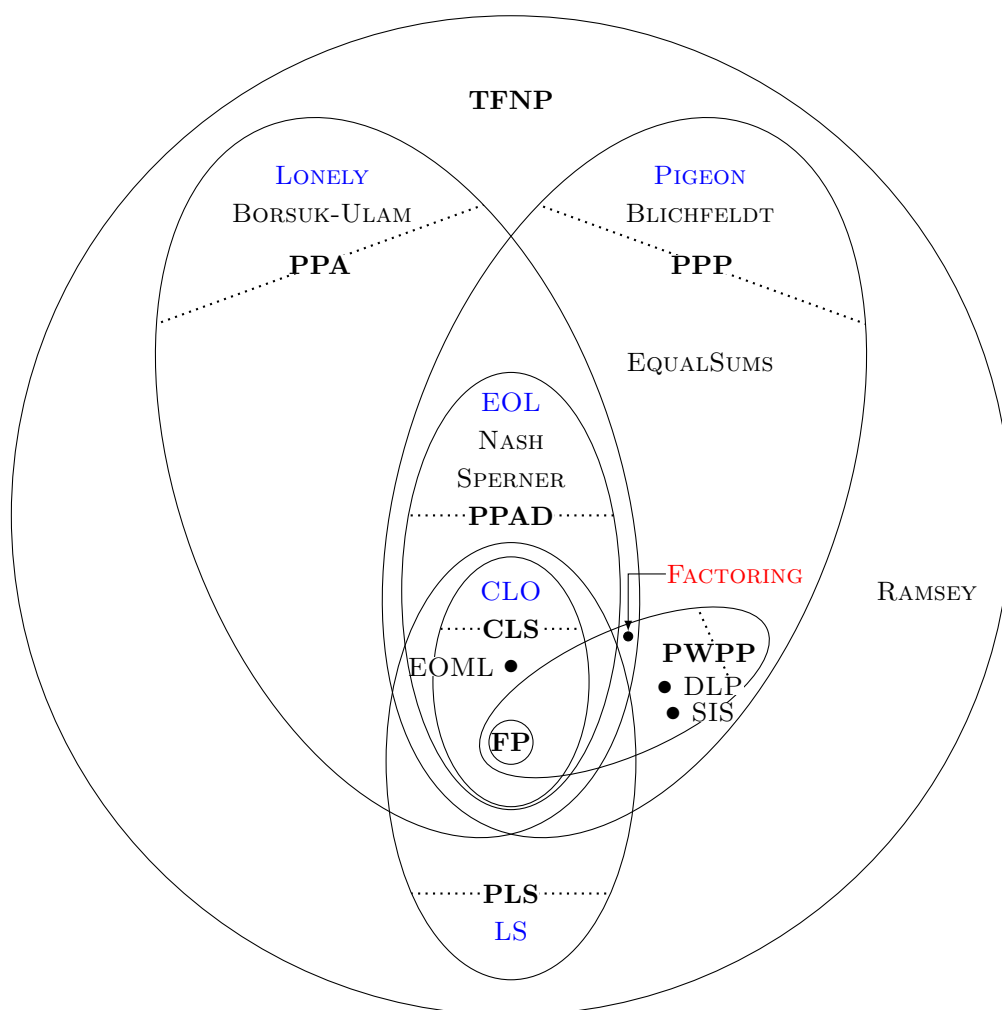 TFNP
LONELY
BORSUK-ULAM
PPA
PIGEON
BLICHFELDT
PPP
EQUALSUMS
EOL
NASH
SPERNER
PPAD
FACTORING
RAMSEY
CLO
CLS
EOML
PWPP
DLP
SIS
FP
PLS
LS